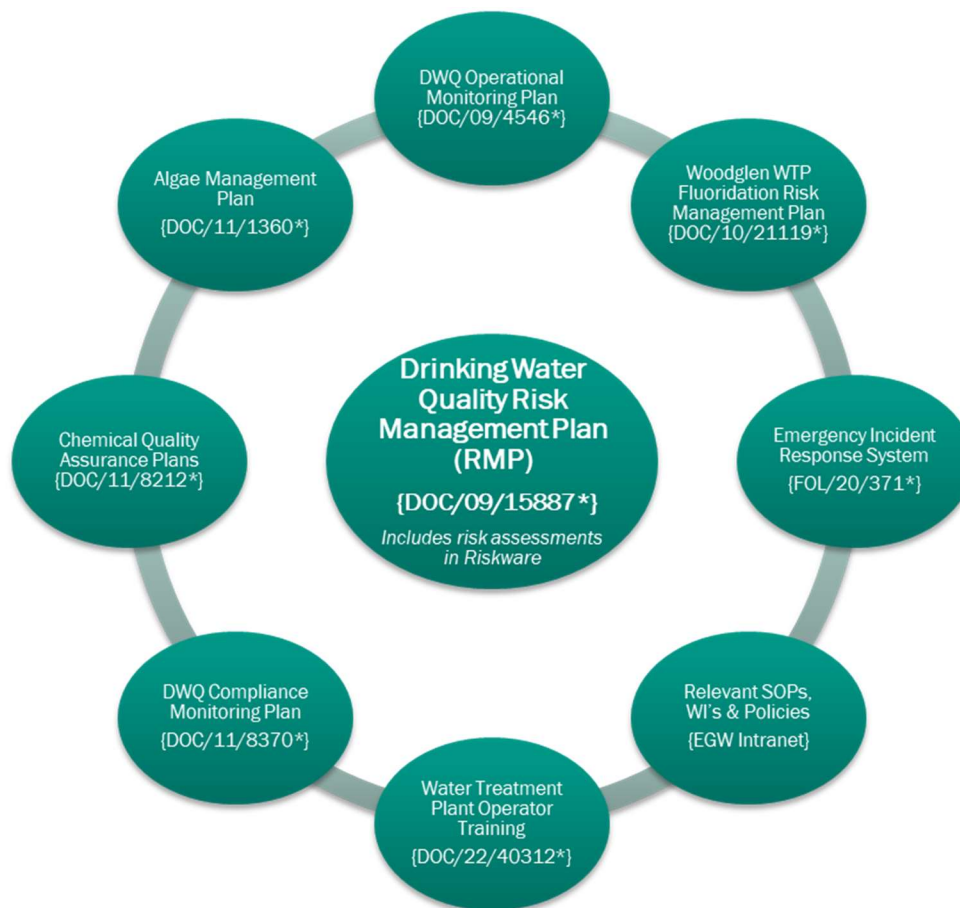 DWQ Operational
Monitoring Plan
{DOC/09/4546*}
Woodglen WTP
Fluoridation Risk
Management Plan
{DOC/10/21119*}
Emergency Incident
Response System
{FOL/20/371*}
Relevant SOPs,
WI's & Policies
{EGW Intranet}
Water Treatment
Plant Operator
Training
{DOC/22/40312*}
DWQ Compliance
Monitoring Plan
{DOC/11/8370*}
Chemical Quality
Assurance Plans
{DOC/11/8212*}
Algae Management
Plan
{DOC/11/1360*}
Drinking Water
Quality Risk
Management Plan
(RMP)
{DOC/09/15887*}
Includes risk assessments
in Riskware